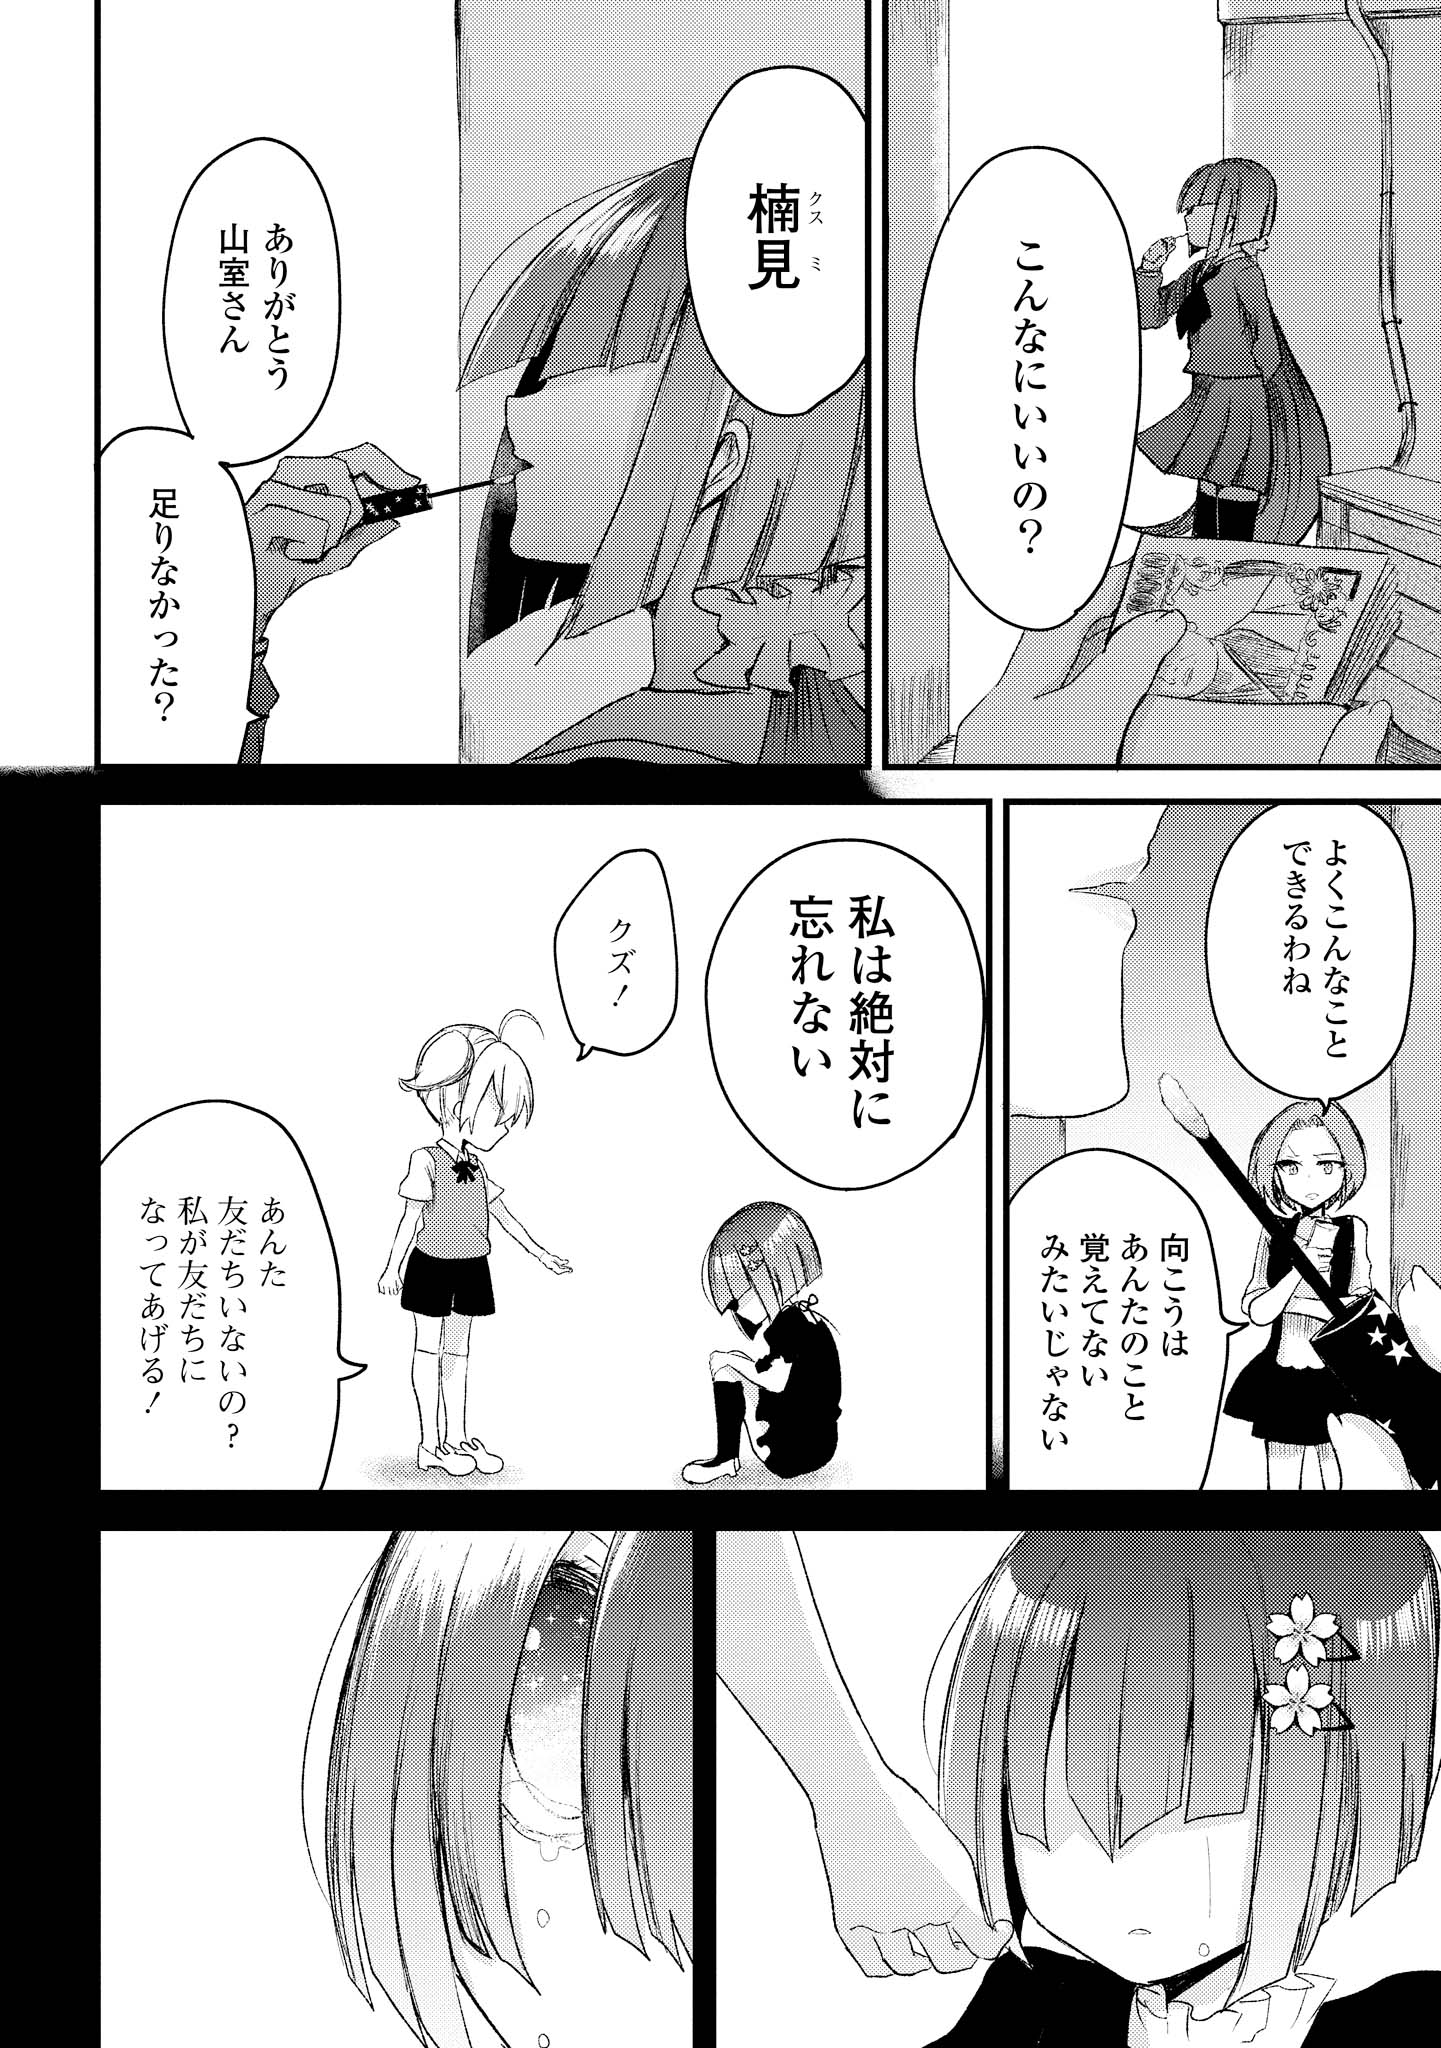 こんなにいいの？
楠見
クスミ
ありがとう
山室さん
足りなかった？
よくこんなこと
できるわね
向こうは
あんたのこと
覚えてない
みたいじゃない
私は絶対に
忘れない
クズ！
あんた
友だちいないの？
私が友だちに
なってあげる！